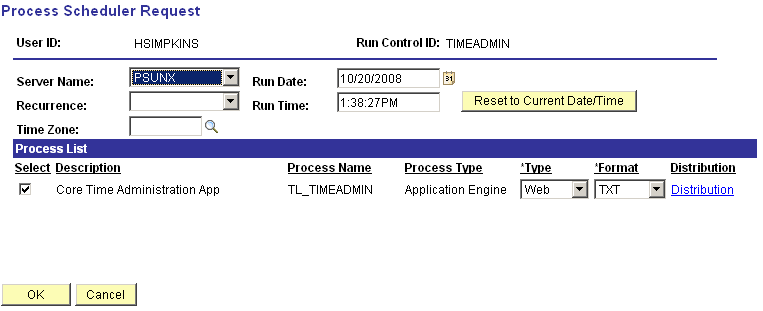 Process Scheduler Request
User ID: HSIMPKINS Run Control ID: TIMEADMIN
Server Name: PSUNX Run Date: 10/20/2008 31
Recurrence: Run Time: 1:38:27PM Reset to Current Date/Time
Time Zone:
Process List
Select Description Process Name Process Type *Type *Format Distribution
Core Time Administration App TL_TIMEADMIN Application Engine Web TXT Distribution
OK Cancel